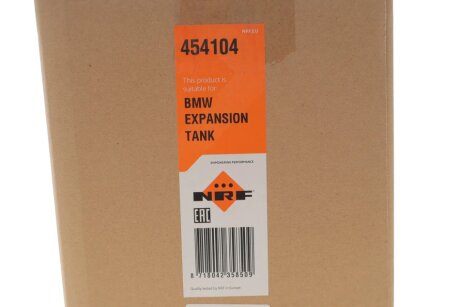 NRF.EU
454104
This product is
suitable for:
BMW
EXPANSION
TANK
EMPOWERING PERFORMANCE
NRF
EAC
8 718042 358509
Quality tested by NRF in Europe